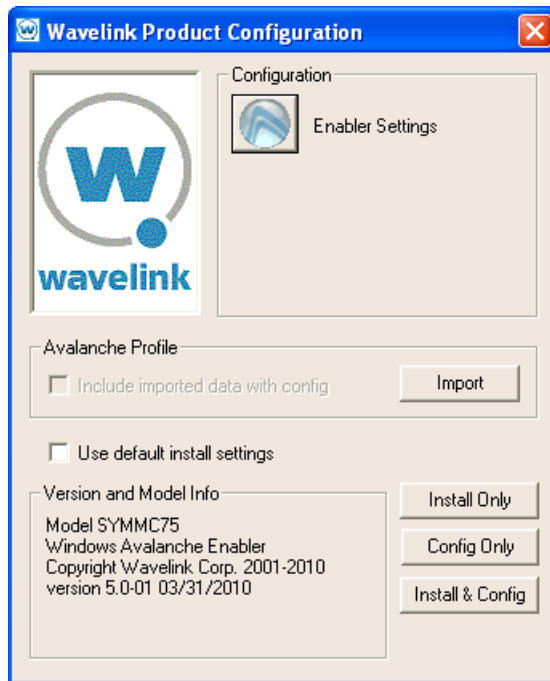 Wavelink Product Configuration
W
wavelink
Configuration
Enabler Settings
Avalanche Profile
Include imported data with config
Import
Use default install settings
Version and Model Info
Model SYMMC75
Windows Avalanche Enabler
Copyright Wavelink Corp. 2001-2010
version 5.0-01 03/31/2010
Install Only
Config Only
Install & Config